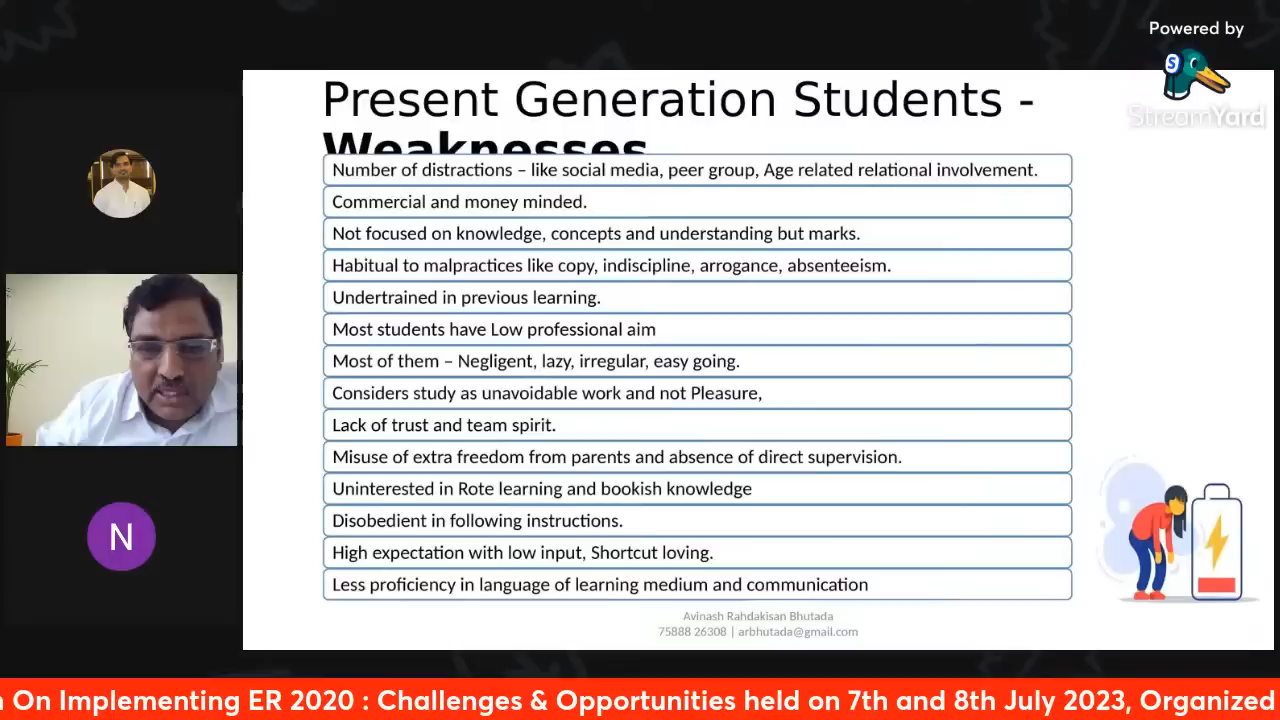 Powered by
StreamYard
Present Generation Students -
Weaknesses
Number of distractions – like social media, peer group, Age related relational involvement.
Commercial and money minded.
Not focused on knowledge, concepts and understanding but marks.
Habitual to malpractices like copy, indiscipline, arrogance, absenteeism.
Undertrained in previous learning.
Most students have Low professional aim
Most of them – Negligent, lazy, irregular, easy going.
Considers study as unavoidable work and not Pleasure,
Lack of trust and team spirit.
Misuse of extra freedom from parents and absence of direct supervision.
Uninterested in Rote learning and bookish knowledge
Disobedient in following instructions.
High expectation with low input, Shortcut loving.
Less proficiency in language of learning medium and communication
Avinash Rahdakisan Bhutada
75888 26308 | arbhutada@gmail.com
N
On Implementing ER 2020 : Challenges & Opportunities held on 7th and 8th July 2023, Organized